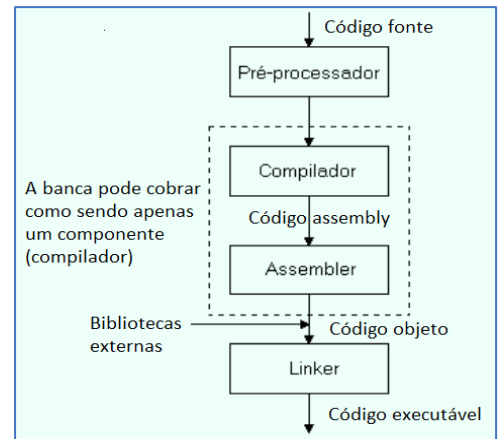 Código fonte
Pré-processador
Compilador
A banca pode cobrar
como sendo apenas
um componente
(compilador)
Código assembly
Assembler
Bibliotecas
externas
Código objeto
Linker
Código executável